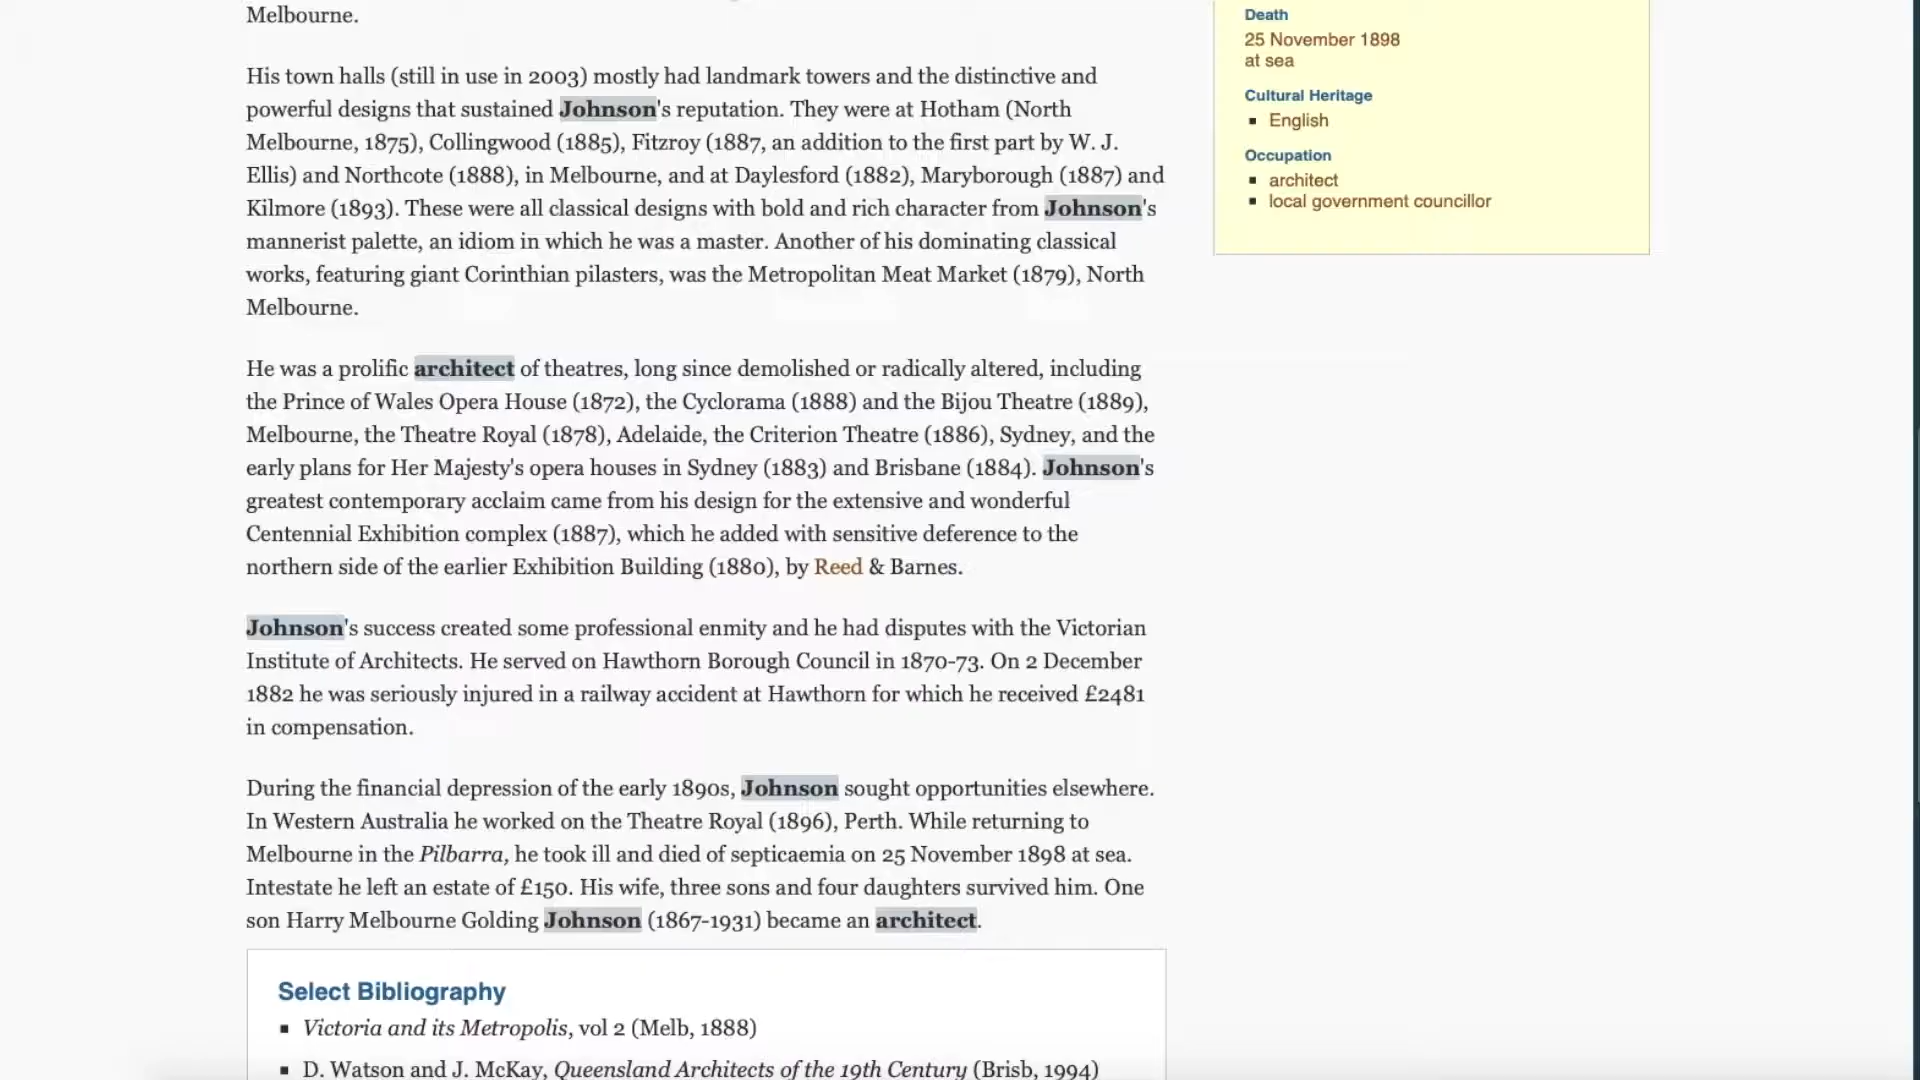 Melbourne.
His town halls (still in use in 2003) mostly had landmark towers and the distinctive and
powerful designs that sustained Johnson's reputation. They were at Hotham (North
Melbourne, 1875), Collingwood (1885), Fitzroy (1887, an addition to the first part by W. J.
Ellis) and Northcote (1888), in Melbourne, and at Daylesford (1882), Maryborough (1887) and
Kilmore (1893). These were all classical designs with bold and rich character from Johnson's
mannerist palette, an idiom in which he was a master. Another of his dominating classical
works, featuring giant Corinthian pilasters, was the Metropolitan Meat Market (1879), North
Melbourne.
He was a prolific architect of theatres, long since demolished or radically altered, including
the Prince of Wales Opera House (1872), the Cyclorama (1888) and the Bijou Theatre (1889),
Melbourne, the Theatre Royal (1878), Adelaide, the Criterion Theatre (1886), Sydney, and the
early plans for Her Majesty's opera houses in Sydney (1883) and Brisbane (1884). Johnson's
greatest contemporary acclaim came from his design for the extensive and wonderful
Centennial Exhibition complex (1887), which he added with sensitive deference to the
northern side of the earlier Exhibition Building (1880), by Reed & Barnes.
Johnson's success created some professional enmity and he had disputes with the Victorian
Institute of Architects. He served on Hawthorn Borough Council in 1870-73. On 2 December
1882 he was seriously injured in a railway accident at Hawthorn for which he received £2481
in compensation.
During the financial depression of the early 1890s, Johnson sought opportunities elsewhere.
In Western Australia he worked on the Theatre Royal (1896), Perth. While returning to
Melbourne in the Pilbarra, he took ill and died of septicaemia on 25 November 1898 at sea.
Intestate he left an estate of £150. His wife, three sons and four daughters survived him. One
son Harry Melbourne Golding Johnson (1867-1931) became an architect.
Select Bibliography
▪ Victoria and its Metropolis, vol 2 (Melb, 1888)
▪ D. Watson and J. McKay, Queensland Architects of the 19th Century (Brisb, 1994)
Death
25 November 1898
at sea
Cultural Heritage
▪ English
Occupation
▪ architect
▪ local government councillor